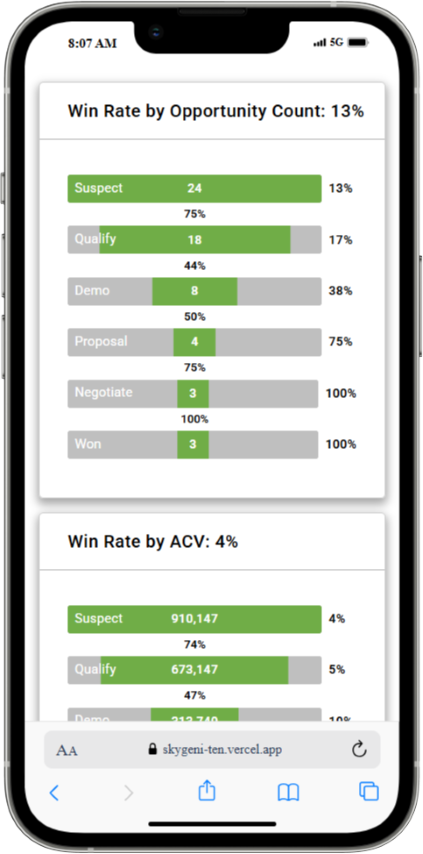 8:07 AM 5G
Win Rate by Opportunity Count: 13%
Suspect 24 13%
75%
Qualify 18 17%
44%
Demo 8 38%
50%
Proposal 4 75%
75%
Negotiate 3 100%
100%
Won 3 100%
Win Rate by ACV: 4%
Suspect 910,147 4%
74%
Qualify 673,147 5%
47%
Demo 313,740 10%
AA skygeni-ten.vercel.app